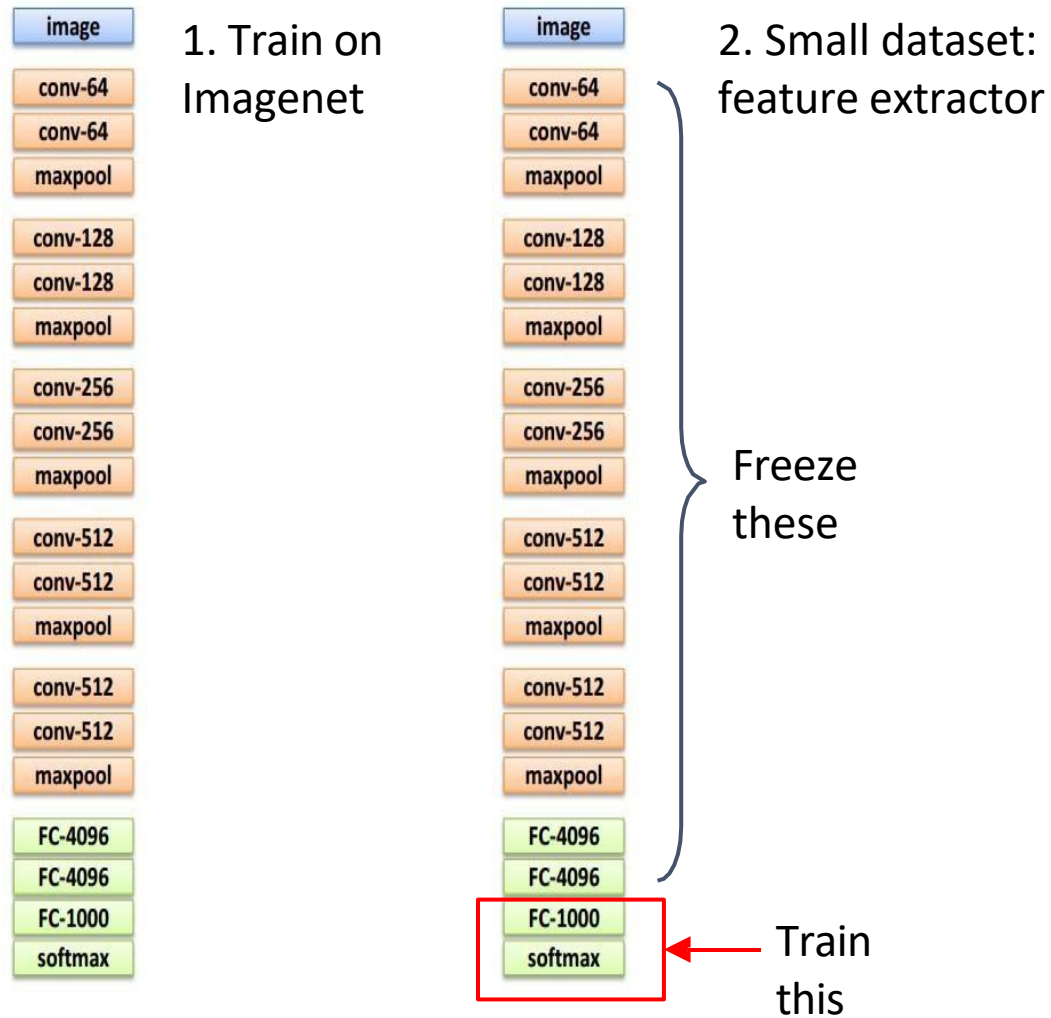 image
conv-64
conv-64
maxpool
conv-128
conv-128
maxpool
conv-256
conv-256
maxpool
conv-512
conv-512
maxpool
conv-512
conv-512
maxpool
FC-4096
FC-4096
FC-1000
softmax
1. Train on
Imagenet
image
conv-64
conv-64
maxpool
conv-128
conv-128
maxpool
conv-256
conv-256
maxpool
conv-512
conv-512
maxpool
conv-512
conv-512
maxpool
FC-4096
FC-4096
FC-1000
softmax
2. Small dataset:
feature extractor
Freeze
these
Train
this